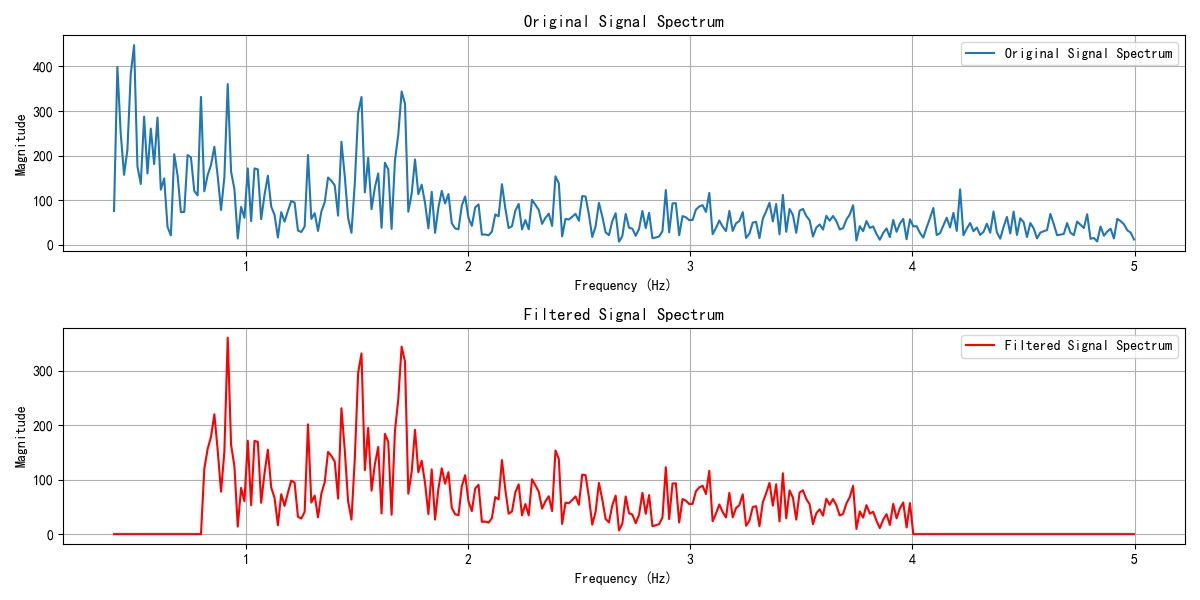 Original Signal Spectrum
Original Signal Spectrum
Magnitude
400
300
200
100
0
1
2
3
4
5
Frequency (Hz)
Filtered Signal Spectrum
Filtered Signal Spectrum
Magnitude
300
200
100
0
1
2
3
4
5
Frequency (Hz)